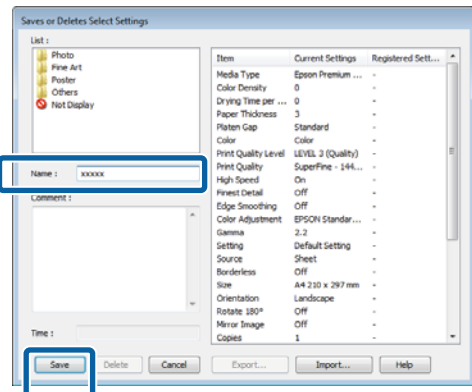 Saves or Deletes Select Settings
List :
Photo
Fine Art
Poster
Others
Not Display
Name : xxxxx
Comment :
Time :
Item Current Settings Registered Sett...
Media Type Epson Premium ... -
Color Density 0 -
Drying Time per ... 0 -
Paper Thickness 3 -
Platen Gap Standard -
Color Color -
Print Quality Level LEVEL 3 (Quality) -
Print Quality SuperFine - 144... -
High Speed On -
Finest Detail Off -
Edge Smoothing Off -
Color Adjustment EPSON Standar... -
Gamma 2.2 -
Setting Default Setting -
Source Sheet -
Borderless Off -
Size A4 210 x 297 mm -
Orientation Landscape -
Rotate 180° Off -
Mirror Image Off -
Copies 1 -
Save Delete Cancel Export... Import... Help